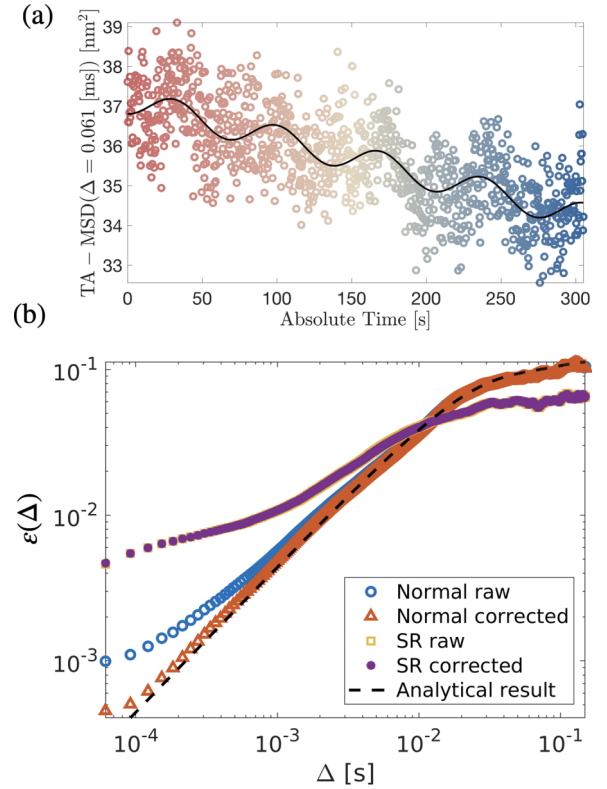 (a)
TA − MSD(Δ = 0.061 [ms]) [nm²]
39
38
37
36
35
34
33
0 50 100 150 200 250 300
Absolute Time [s]
(b)
ε(Δ)
10⁻¹
10⁻²
10⁻³
Normal raw
Normal corrected
SR raw
SR corrected
Analytical result
10⁻⁴ 10⁻³ 10⁻² 10⁻¹
Δ [s]